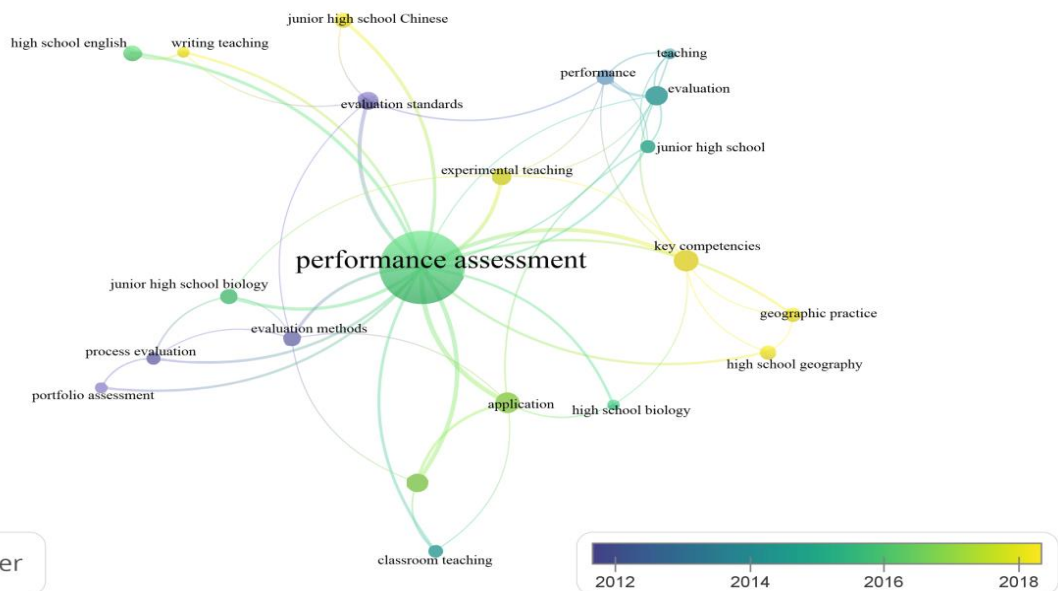 junior high school Chinese
high school english
writing teaching
teaching
performance
evaluation
evaluation standards
junior high school
experimental teaching
key competencies
performance assessment
junior high school biology
geographic practice
evaluation methods
process evaluation
high school geography
portfolio assessment
application
high school biology
classroom teaching
er
2012 2014 2016 2018